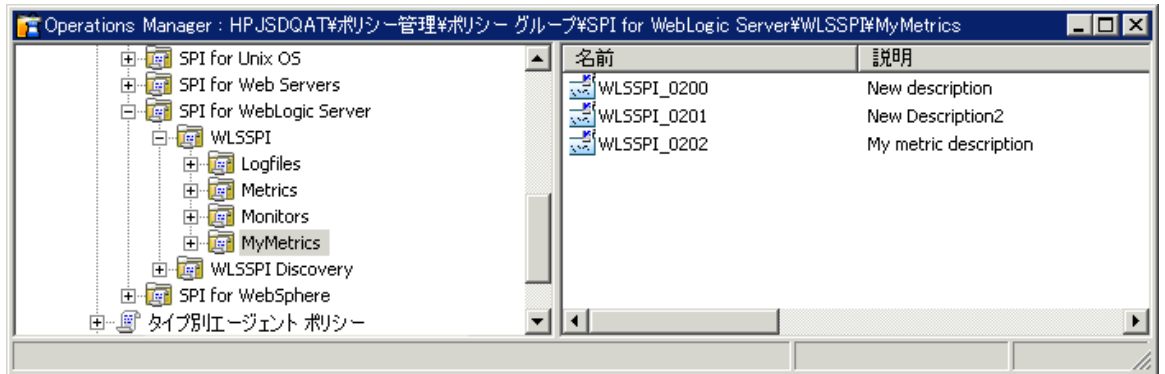 Operations Manager : HPJSDQAT¥ポリシー管理¥ポリシー グループ¥SPI for WebLogic Server¥WLSSPI¥MyMetrics
SPI for Unix OS
SPI for Web Servers
SPI for WebLogic Server
WLSSPI
Logfiles
Metrics
Monitors
MyMetrics
WLSSPI Discovery
SPI for WebSphere
タイプ別エージェント ポリシー
名前 説明
WLSSPI_0200 New description
WLSSPI_0201 New Description2
WLSSPI_0202 My metric description